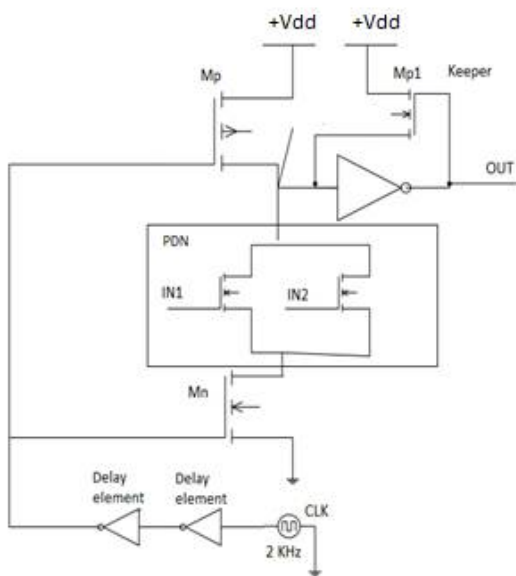 +Vdd
+Vdd
Mp
Mp1
Keeper
OUT
PDN
IN1
IN2
Mn
Delay
element
Delay
element
CLK
2 KHz